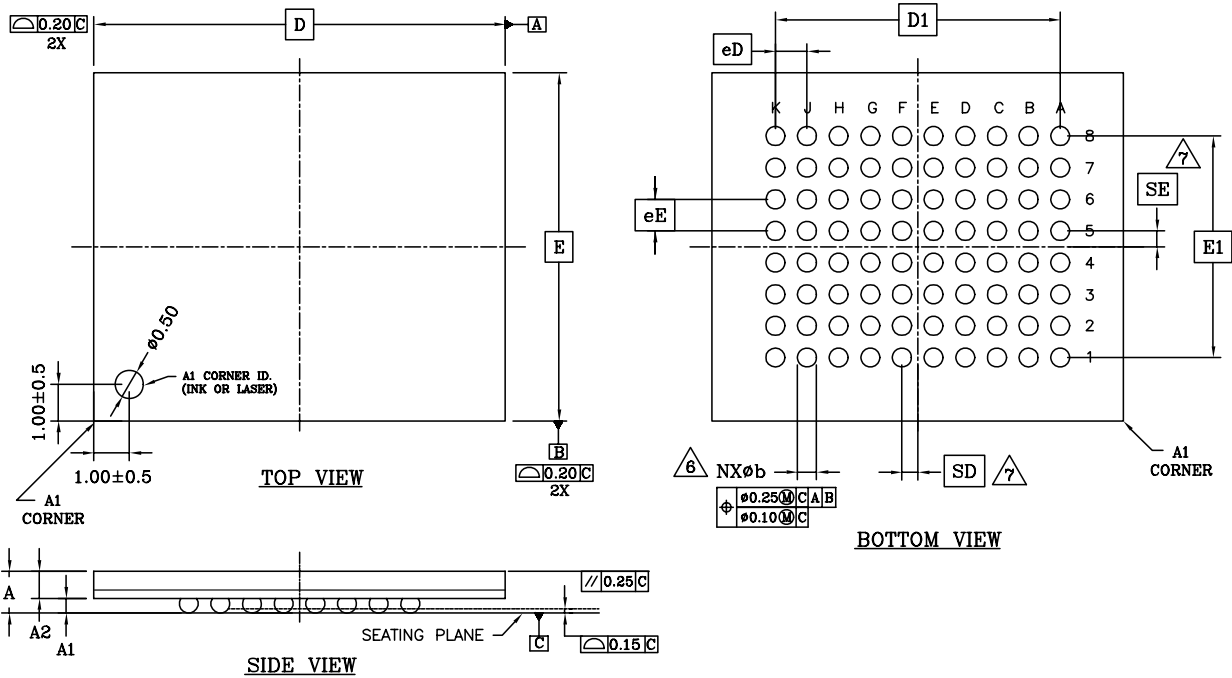 0.20 C
2X
D
A
E
ø0.50
A1 CORNER ID.
(INK OR LASER)
1.00±0.5
1.00±0.5
A1
CORNER
TOP VIEW
B
0.20 C
2X
D1
eD
K J H G F E D C B A
8
7
6
5
4
3
2
1
7
SE
eE
E1
6 NXøb
ø0.25 M C A B
ø0.10 M C
SD 7
A1
CORNER
BOTTOM VIEW
A
A2
A1
// 0.25 C
SEATING PLANE
C
0.15 C
SIDE VIEW